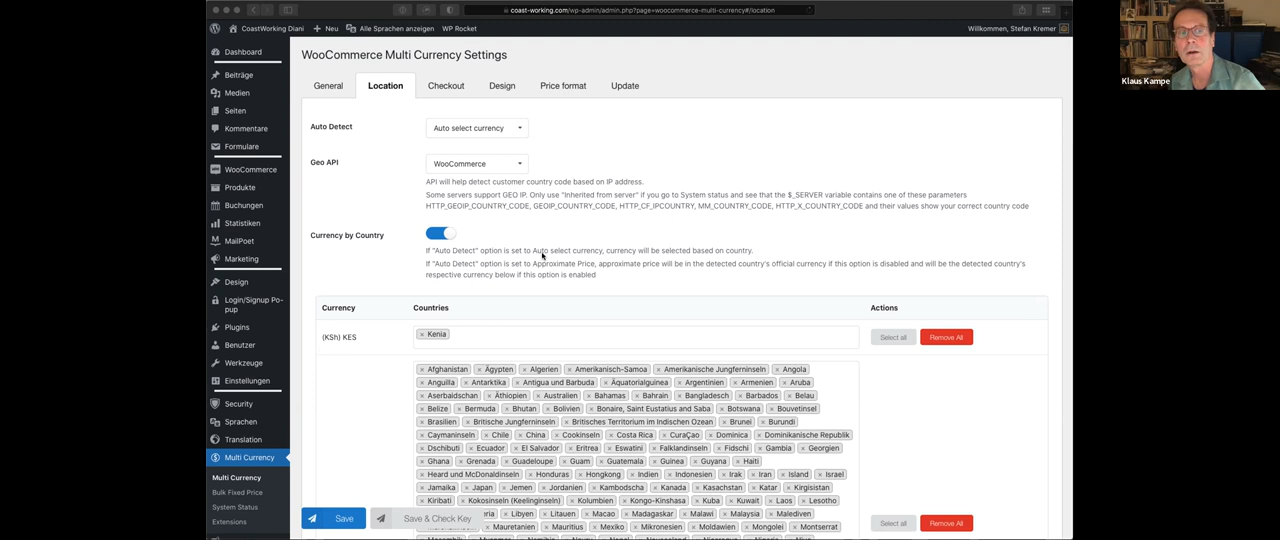 coast-working.com/wp-admin/admin.php?page=woocommerce-multi-currency#/location
CoastWorking Diani
Neu
Alle Sprachen anzeigen
WP Rocket
Willkommen, Stefan Kremer
Klaus Kampe
Dashboard
Beiträge
Medien
Seiten
Kommentare
Formulare
WooCommerce
Produkte
Buchungen
Statistiken
MailPoet
Marketing
Design
Login/Signup Po-
pup
Plugins
Benutzer
Werkzeuge
Einstellungen
Security
Sprachen
Translation
Multi Currency
Multi Currency
Bulk Fixed Price
System Status
Extensions
WooCommerce Multi Currency Settings
General
Location
Checkout
Design
Price format
Update
Auto Detect
Auto select currency
Geo API
WooCommerce
API will help detect customer country code based on IP address.
Some servers support GEO IP. Only use "Inherited from server" if you go to System status and see that the $_SERVER variable contains one of these parameters
HTTP_GEOIP_COUNTRY_CODE, GEOIP_COUNTRY_CODE, HTTP_CF_IPCOUNTRY, MM_COUNTRY_CODE, HTTP_X_COUNTRY_CODE and their values show your correct country code
Currency by Country
If "Auto Detect" option is set to Auto select currency, currency will be selected based on country.
If "Auto Detect" option is set to Approximate Price, approximate price will be in the detected country's official currency if this option is disabled and will be the detected country's
respective currency below if this option is enabled
Currency Countries Actions
(KSh) KES × Kenia Select all Remove All
× Afghanistan × Ägypten × Algerien × Amerikanisch-Samoa × Amerikanische Jungferninseln × Angola
× Anguilla × Antarktika × Antigua und Barbuda × Äquatorialguinea × Argentinien × Armenien × Aruba
× Aserbaidschan × Äthiopien × Australien × Bahamas × Bahrain × Bangladesch × Barbados × Belau
× Belize × Bermuda × Bhutan × Bolivien × Bonaire, Saint Eustatius and Saba × Botswana × Bouvetinsel
× Brasilien × Britische Jungferninseln × Britisches Territorium im Indischen Ozean × Brunei × Burundi
× Caymaninseln × Chile × China × Cookinseln × Costa Rica × CuraÇao × Dominica × Dominikanische Republik
× Dschibuti × Ecuador × El Salvador × Eritrea × Eswatini × Falklandinseln × Fidschi × Gambia × Georgien
× Ghana × Grenada × Guadeloupe × Guam × Guatemala × Guinea × Guyana × Haiti
× Heard und McDonaldinseln × Honduras × Hongkong × Indien × Indonesien × Irak × Iran × Island × Israel
× Jamaika × Japan × Jemen × Jordanien × Kambodscha × Kanada × Kasachstan × Katar × Kirgisistan
× Kiribati × Kokosinseln (Keelinginseln) × Kolumbien × Kongo-Kinshasa × Kuba × Kuwait × Laos × Lesotho
× Libyen × Litauen × Macao × Madagaskar × Malawi × Malaysia × Malediven
× Mauretanien × Mauritius × Mexiko × Mikronesien × Moldawien × Mongolei × Montserrat
Select all Remove All
Save
Save & Check Key